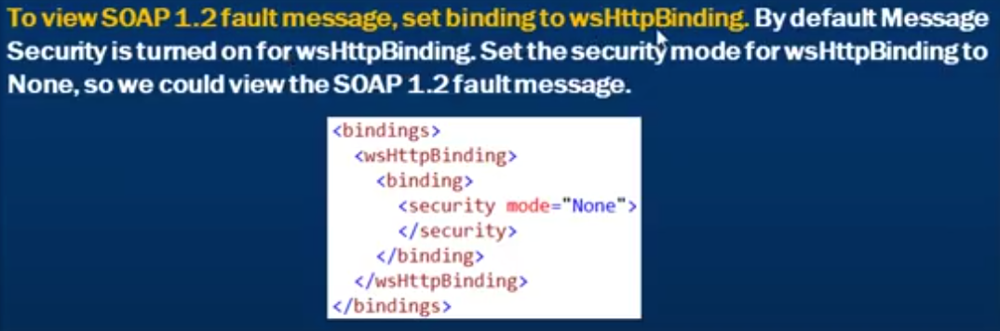 To view SOAP 1.2 fault message, set binding to wsHttpBinding. By default Message
Security is turned on for wsHttpBinding. Set the security mode for wsHttpBinding to
None, so we could view the SOAP 1.2 fault message.
<bindings>
  <wsHttpBinding>
    <binding>
      <security mode="None">
      </security>
    </binding>
  </wsHttpBinding>
</bindings>